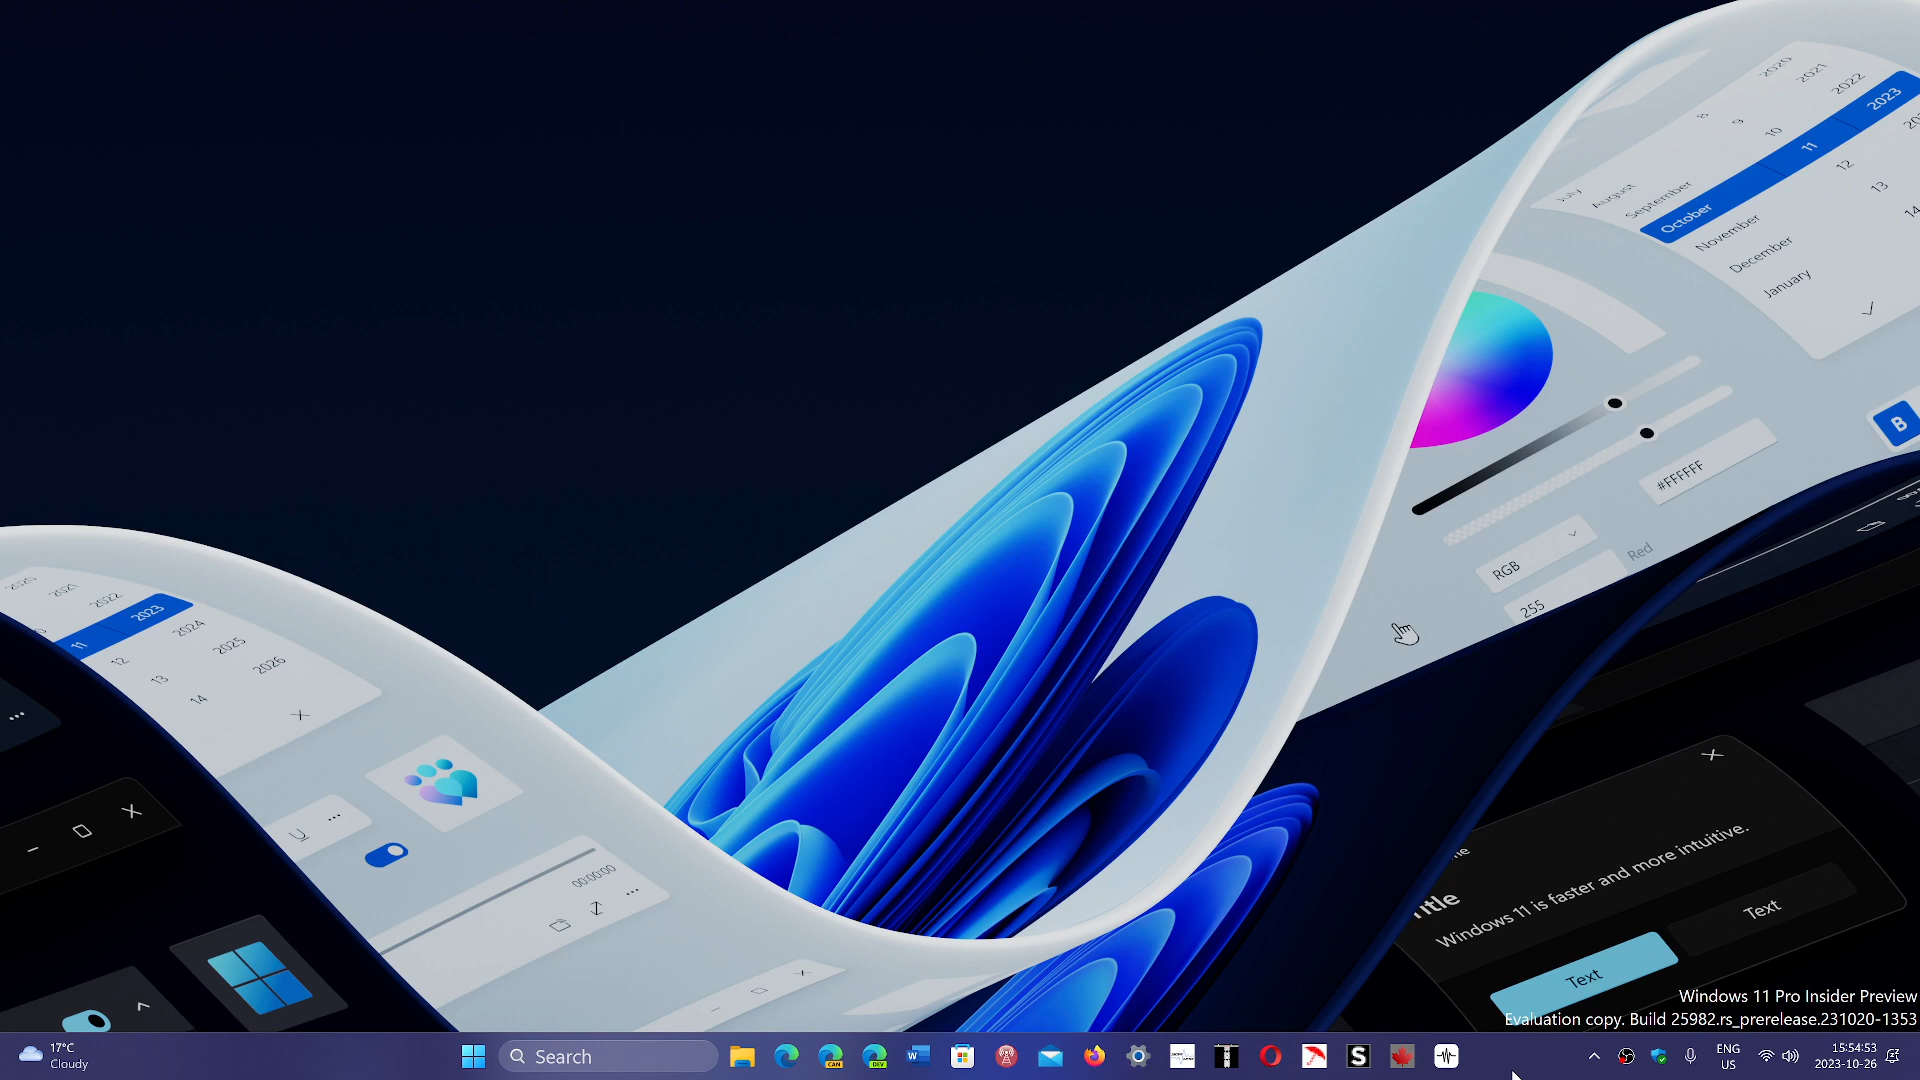 2020
2021
2022
2023
8
9
10
11
12
13
14
July
August
September
October
November
December
January
#FFFFFF
RGB
Red
255
B
2020
2021
2022
2023
2024
2025
2026
11
12
13
14
U
00:00:00
Windows 11 is faster and more intuitive.
Text
Text
Windows 11 Pro Insider Preview
Evaluation copy. Build 25982.rs_prerelease.231020-1353
17°C
Cloudy
Search
CAN
DEV
W
S
ENG
US
15:54:53
2023-10-26